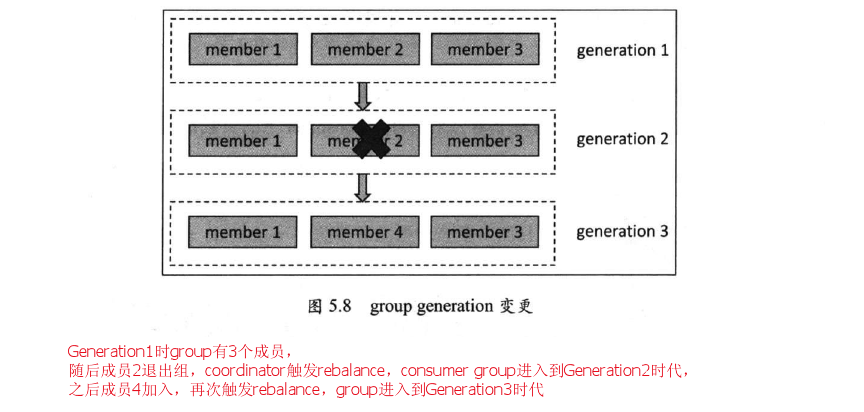 member 1 member 2 member 3 generation 1
member 1 member 3 generation 2
member 1 member 4 member 3 generation 3
图 5.8 group generation 变更
Generation1时group有3个成员，
随后成员2退出组，coordinator触发rebalance，consumer group进入到Generation2时代，
之后成员4加入，再次触发rebalance，group进入到Generation3时代